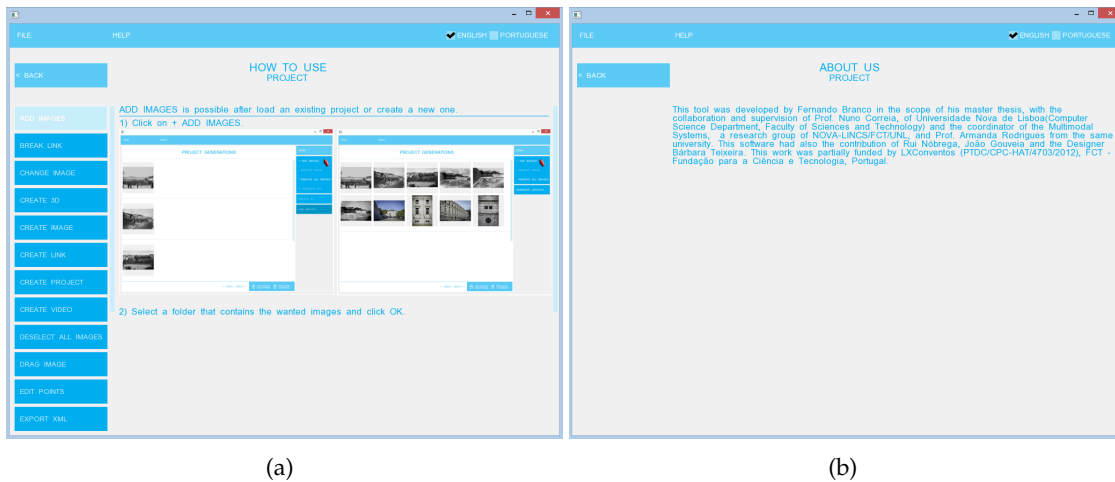 FILE
HELP
ENGLISH
PORTUGUESE
< BACK
HOW TO USE
PROJECT
ADD IMAGES
BREAK LINK
CHANGE IMAGE
CREATE 3D
CREATE IMAGE
CREATE LINK
CREATE PROJECT
CREATE VIDEO
DESELECT ALL IMAGES
DRAG IMAGE
EDIT POINTS
EXPORT XML
ADD IMAGES is possible after load an existing project or create a new one.
1) Click on + ADD IMAGES.
PROJECT GENERATIONS
PROJECT GENERATIONS
2) Select a folder that contains the wanted images and click OK.
(a)
FILE
HELP
ENGLISH
PORTUGUESE
< BACK
ABOUT US
PROJECT
This tool was developed by Fernando Branco in the scope of his master thesis, with the
collaboration and supervision of Prof. Nuno Correia, of Universidade Nova de Lisboa(Computer
Science Department, Faculty of Sciences and Technology) and the coordinator of the Multimodal
Systems, a research group of NOVA-LINCS/FCT/UNL, and Prof. Armanda Rodrigues from the same
university. This software had also the contribution of Rui Nóbrega, João Gouveia and the Designer
Bárbara Teixeira. This work was partially funded by LXConventos (PTDC/CPC-HAT/4703/2012), FCT -
Fundação para a Ciência e Tecnologia, Portugal.
(b)